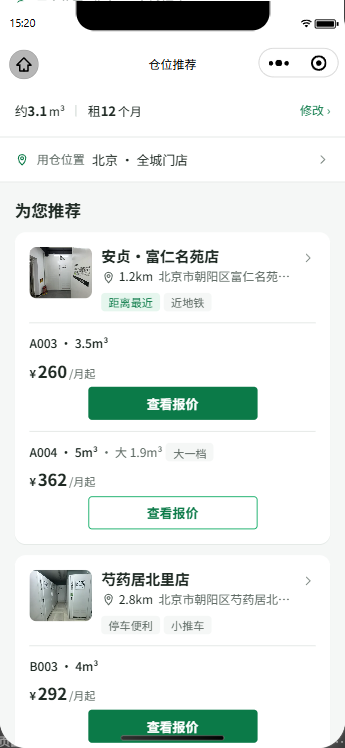 15:20
仓位推荐
约3.1m³ | 租12个月 修改 ›
用仓位置 北京 · 全城门店
为您推荐
安贞·富仁名苑店
1.2km 北京市朝阳区富仁名苑···
距离最近 近地铁
A003 · 3.5m³
¥260/月起
查看报价
A004 · 5m³ · 大 1.9m³ 大一档
¥362/月起
查看报价
芍药居北里店
2.8km 北京市朝阳区芍药居北···
停车便利 小推车
B003 · 4m³
¥292/月起
查看报价